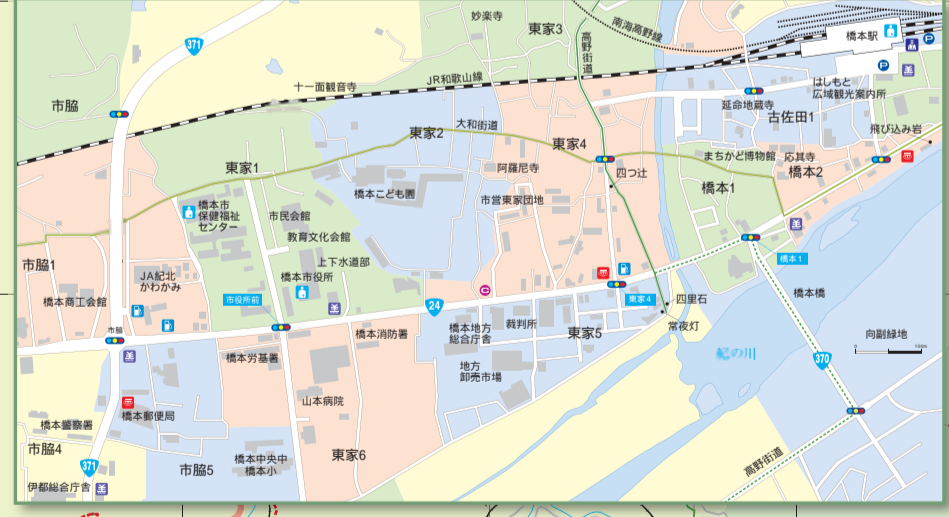 妙楽寺
東家3
高野街道
南海高野線
橋本駅
371
JR和歌山線
十一面観音寺
市脇
はしもと
広域観光案内所
延命地蔵寺
古佐田1
飛び込み岩
大和街道
東家2
東家4
東家1
阿羅尼寺
四つ辻
まちかど博物館
応其寺
橋本2
橋本1
橋本こども園
市営東家団地
橋本市
保健福祉
センター
市民会館
教育文化会館
上下水道部
橋本市役所
市脇1
JA紀北
かわかみ
橋本商工会館
市役所前
24
東家4
四里石
常夜灯
橋本1
橋本橋
向副緑地
市脇
橋本消防署
橋本地方
総合庁舎
裁判所
東家5
橋本労基署
地方
卸売市場
紀の川
370
0
100m
山本病院
橋本郵便局
橋本警察署
市脇4
371
伊都総合庁舎
市脇5
橋本中央中
橋本小
東家6
高野街道